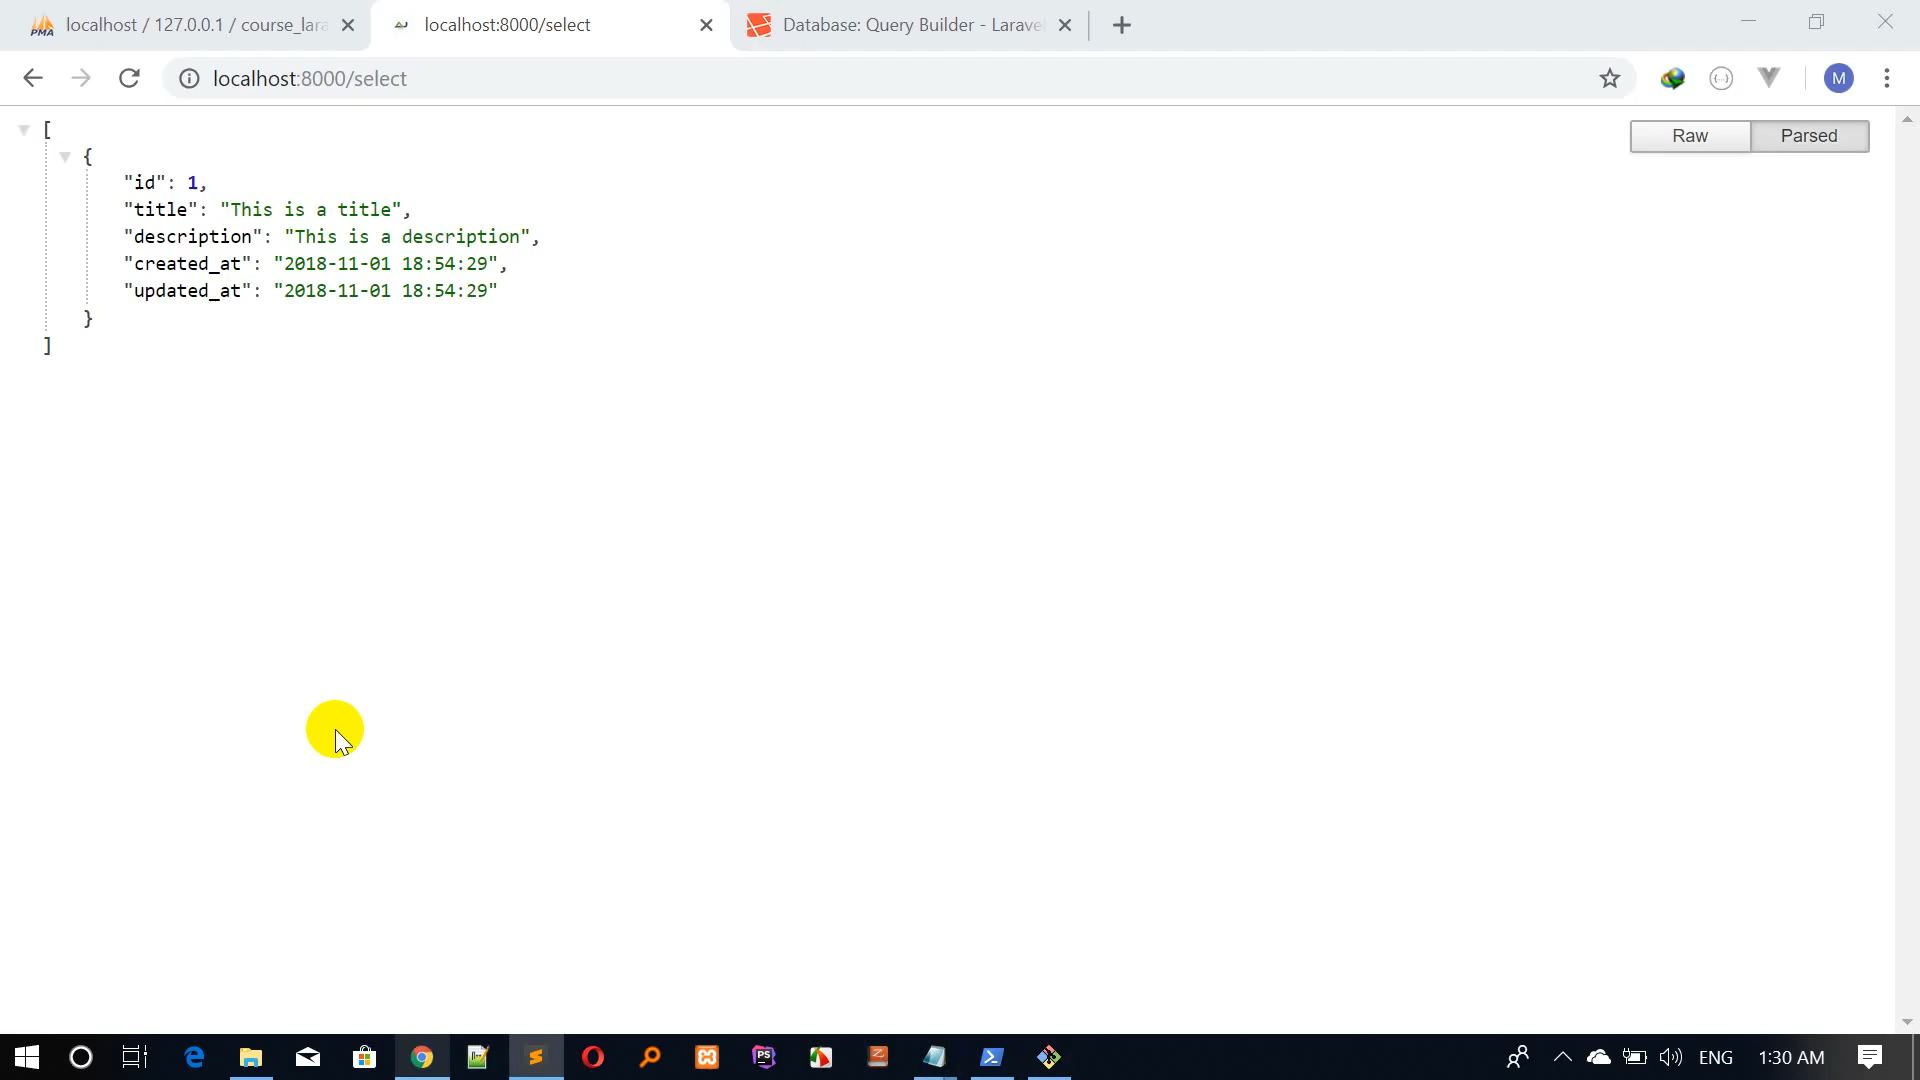 localhost / 127.0.0.1 / course_lara
localhost:8000/select
Database: Query Builder - Larave
localhost:8000/select
M
Raw
Parsed
[
{
"id": 1,
"title": "This is a title",
"description": "This is a description",
"created_at": "2018-11-01 18:54:29",
"updated_at": "2018-11-01 18:54:29"
}
]
ENG
1:30 AM